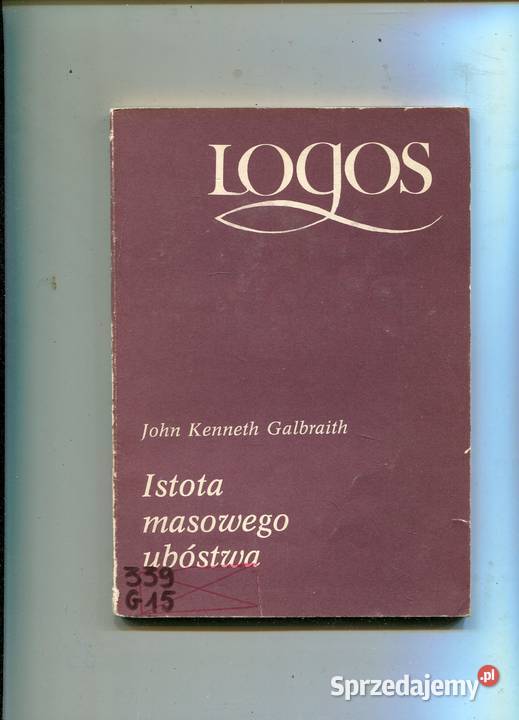 LOGOS
John Kenneth Galbraith
Istota
masowego
ubóstwa
339
G15
Sprzedajemy.pl